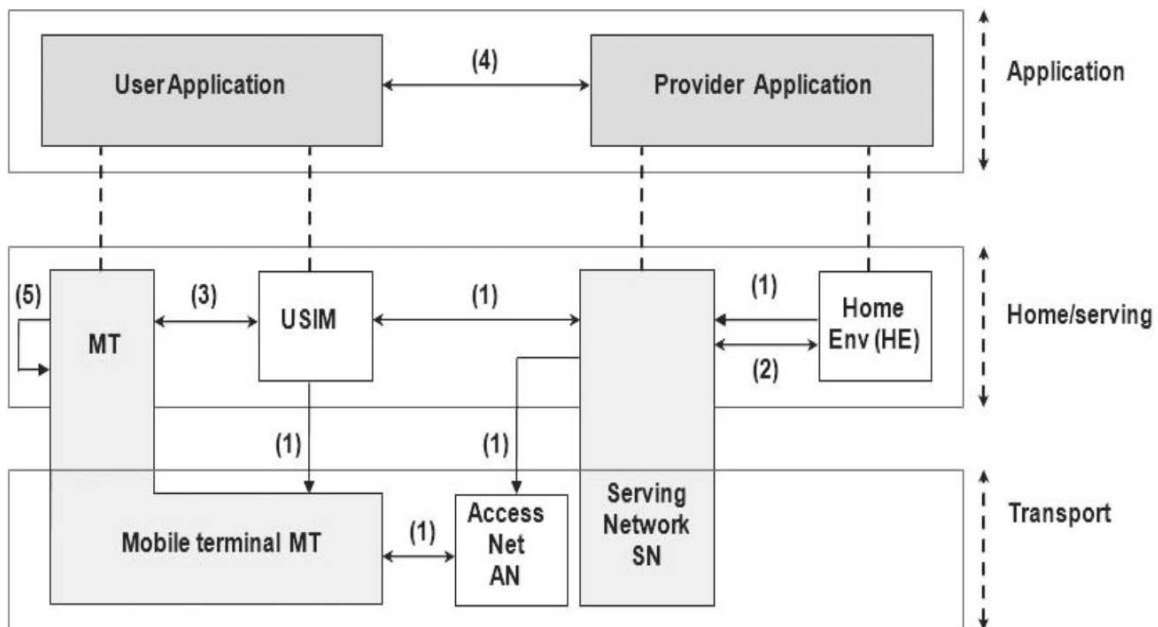 User Application
(4)
Provider Application
Application
(5)
MT
(3)
USIM
(1)
(1)
Home
Env (HE)
(2)
Home/serving
(1)
(1)
Mobile terminal MT
(1)
Access
Net
AN
Serving
Network
SN
Transport